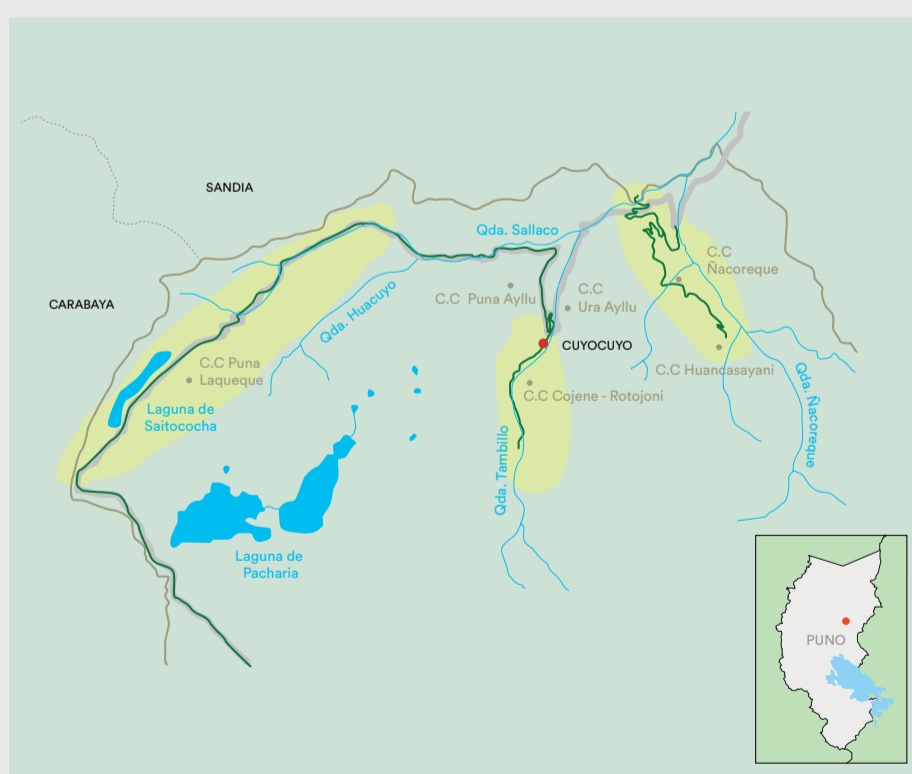 SANDIA
Qda. Sallaco
C.C
Ñacoreque
CARABAYA
C.C Puna Ayllu
C.C
Ura Ayllu
Qda. Huacuyo
CUYOCUYO
C.C Puna
Laqueque
C.C Huancasayani
C.C Cojene - Rotojoni
Laguna de
Saitococha
Qda. Ñacoreque
Qda. Tambillo
Laguna de
Pacharia
PUNO